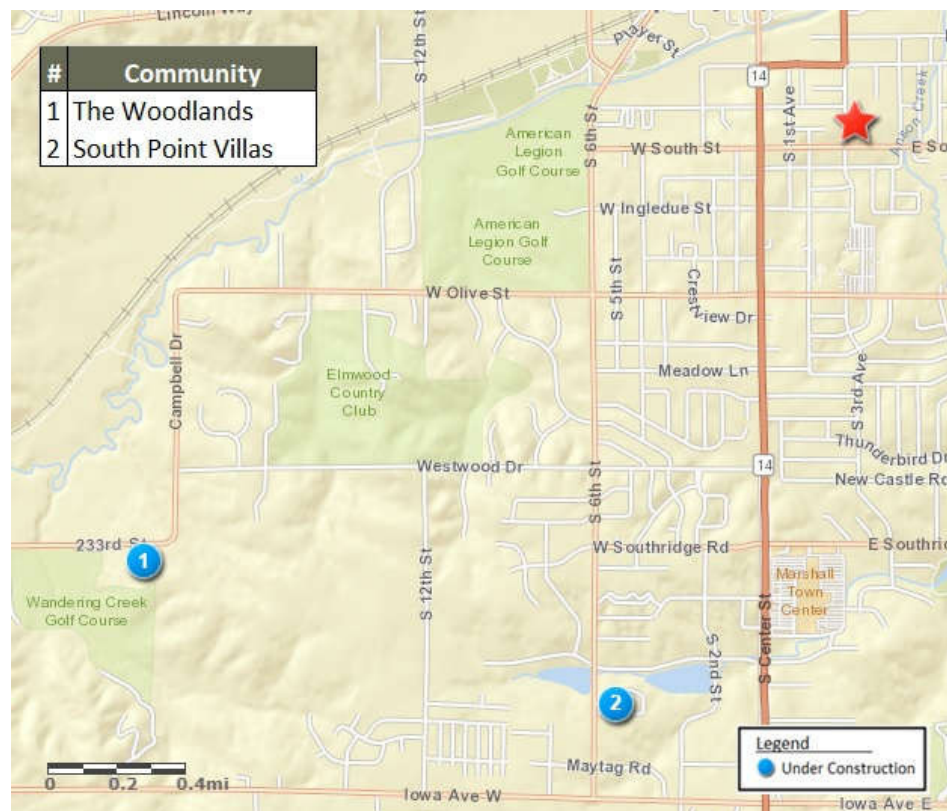 Lincoln Way
# Community
1 The Woodlands
2 South Point Villas
S 12th St
Player St
14
S 6th St
S 1st Ave
Anson Creek
American
Legion
Golf Course
W South St
E So
W Ingledue St
American
Legion Golf
Course
S 5th St
W Olive St
Crestview Dr
Campbell Dr
Elmwood
Country
Club
Meadow Ln
S 3rd Ave
Thunderbird Dr
Westwood Dr
14
New Castle Rd
S 6th St
233rd St
1
W Southridge Rd
E Southrid
S 12th St
Wandering Creek
Golf Course
Marshall
Town
Center
S Center St
S 2nd St
2
Legend
Under Construction
0 0.2 0.4mi
Maytag Rd
Iowa Ave W
Iowa Ave E